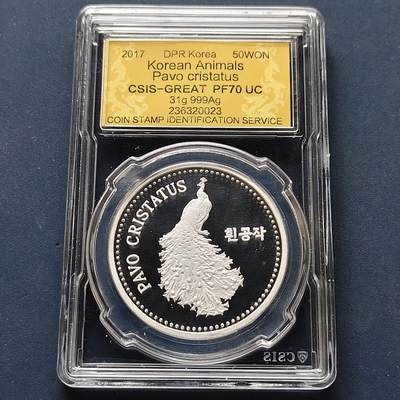 2017 DPR Korea 50WON
Korean Animals
Pavo cristatus
CSIS-GREAT PF70 UC
31g 999Ag
236320023
COIN STAMP IDENTIFICATION SERVICE
PAVO CRISTATUS
흰공작
CSIS